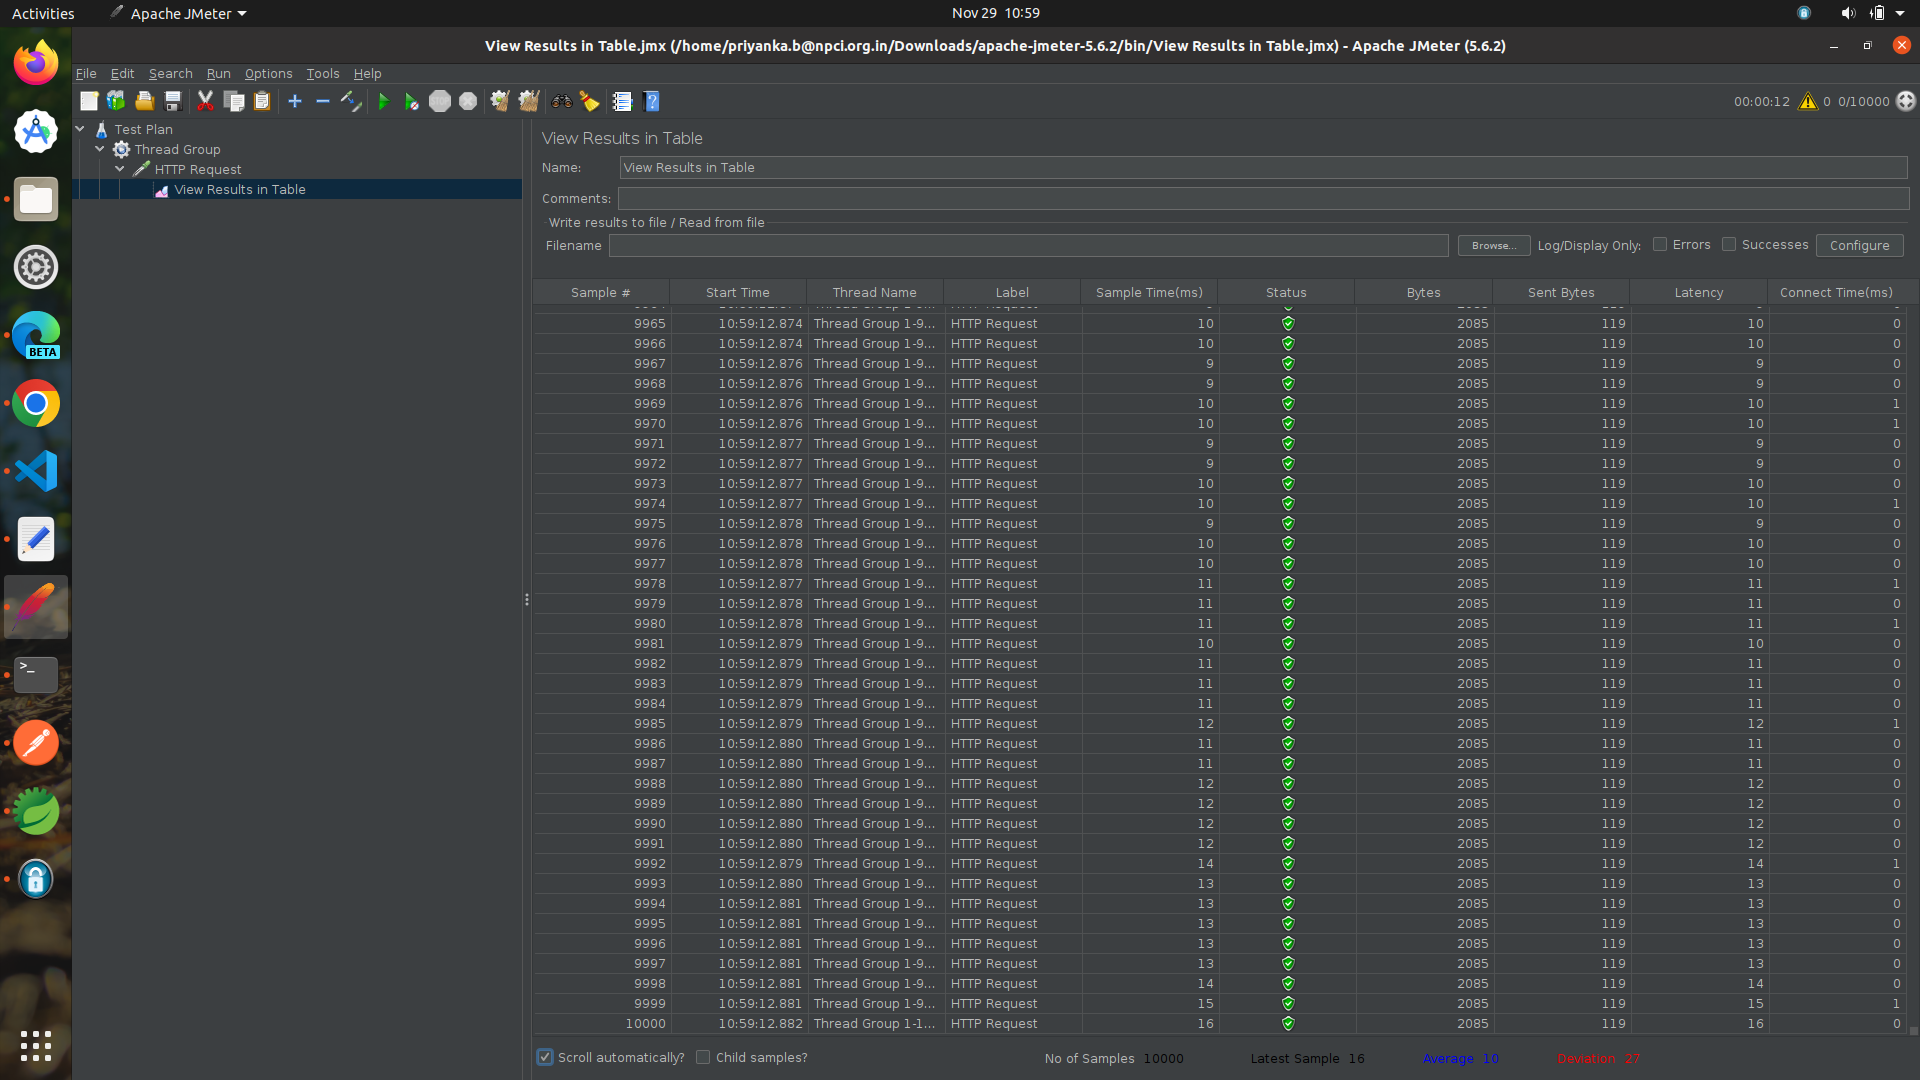 Activities Apache JMeter Nov 29 10:59
View Results in Table.jmx (/home/priyanka.b@npci.org.in/Downloads/apache-jmeter-5.6.2/bin/View Results in Table.jmx) - Apache JMeter (5.6.2)
File Edit Search Run Options Tools Help
STOP 00:00:12 0 0/10000
Test Plan
Thread Group
HTTP Request
View Results in Table
View Results in Table
Name: View Results in Table
Comments:
Write results to file / Read from file
Filename Browse... Log/Display Only: Errors Successes Configure
Sample # Start Time Thread Name Label Sample Time(ms) Status Bytes Sent Bytes Latency Connect Time(ms)
9965 10:59:12.874 Thread Group 1-9... HTTP Request 10 2085 119 10 0
9966 10:59:12.874 Thread Group 1-9... HTTP Request 10 2085 119 10 0
9967 10:59:12.876 Thread Group 1-9... HTTP Request 9 2085 119 9 0
9968 10:59:12.876 Thread Group 1-9... HTTP Request 9 2085 119 9 0
9969 10:59:12.876 Thread Group 1-9... HTTP Request 10 2085 119 10 1
9970 10:59:12.876 Thread Group 1-9... HTTP Request 10 2085 119 10 1
9971 10:59:12.877 Thread Group 1-9... HTTP Request 9 2085 119 9 0
9972 10:59:12.877 Thread Group 1-9... HTTP Request 9 2085 119 9 0
9973 10:59:12.877 Thread Group 1-9... HTTP Request 10 2085 119 10 0
9974 10:59:12.877 Thread Group 1-9... HTTP Request 10 2085 119 10 1
9975 10:59:12.878 Thread Group 1-9... HTTP Request 9 2085 119 9 0
9976 10:59:12.878 Thread Group 1-9... HTTP Request 10 2085 119 10 0
9977 10:59:12.878 Thread Group 1-9... HTTP Request 10 2085 119 10 0
9978 10:59:12.877 Thread Group 1-9... HTTP Request 11 2085 119 11 1
9979 10:59:12.878 Thread Group 1-9... HTTP Request 11 2085 119 11 0
9980 10:59:12.878 Thread Group 1-9... HTTP Request 11 2085 119 11 1
9981 10:59:12.879 Thread Group 1-9... HTTP Request 10 2085 119 10 0
9982 10:59:12.879 Thread Group 1-9... HTTP Request 11 2085 119 11 0
9983 10:59:12.879 Thread Group 1-9... HTTP Request 11 2085 119 11 0
9984 10:59:12.879 Thread Group 1-9... HTTP Request 11 2085 119 11 0
9985 10:59:12.879 Thread Group 1-9... HTTP Request 12 2085 119 12 1
9986 10:59:12.880 Thread Group 1-9... HTTP Request 11 2085 119 11 0
9987 10:59:12.880 Thread Group 1-9... HTTP Request 11 2085 119 11 0
9988 10:59:12.880 Thread Group 1-9... HTTP Request 12 2085 119 12 0
9989 10:59:12.880 Thread Group 1-9... HTTP Request 12 2085 119 12 0
9990 10:59:12.880 Thread Group 1-9... HTTP Request 12 2085 119 12 0
9991 10:59:12.880 Thread Group 1-9... HTTP Request 12 2085 119 12 0
9992 10:59:12.879 Thread Group 1-9... HTTP Request 14 2085 119 14 1
9993 10:59:12.880 Thread Group 1-9... HTTP Request 13 2085 119 13 0
9994 10:59:12.881 Thread Group 1-9... HTTP Request 13 2085 119 13 0
9995 10:59:12.881 Thread Group 1-9... HTTP Request 13 2085 119 13 0
9996 10:59:12.881 Thread Group 1-9... HTTP Request 13 2085 119 13 0
9997 10:59:12.881 Thread Group 1-9... HTTP Request 13 2085 119 13 0
9998 10:59:12.881 Thread Group 1-9... HTTP Request 14 2085 119 14 0
9999 10:59:12.881 Thread Group 1-9... HTTP Request 15 2085 119 15 1
10000 10:59:12.882 Thread Group 1-1... HTTP Request 16 2085 119 16 0
Scroll automatically? Child samples? No of Samples 10000 Latest Sample 16 Average 10 Deviation 27
BETA